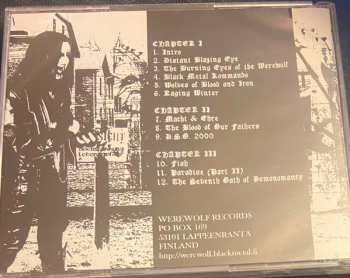 CHAPTER I
1. Intro
2. Distant Blazing Eye
3. The Burning Eyes of the Werewolf
4. Black Metal Kommando
5. Wolves of Blood and Iron
6. Raging Winter
CHAPTER II
7. Macht & Ehre
8. The Blood of Our Fathers
9. D.S.O. 2000
CHAPTER III
10. Fiah
11. Paradise (Part II)
12. The Seventh Oath of Demonomancy
WEREWOLF RECORDS
PO BOX 169
53101 LAPPEENRANTA
FINLAND
http://werewolf.blackmetal.fi